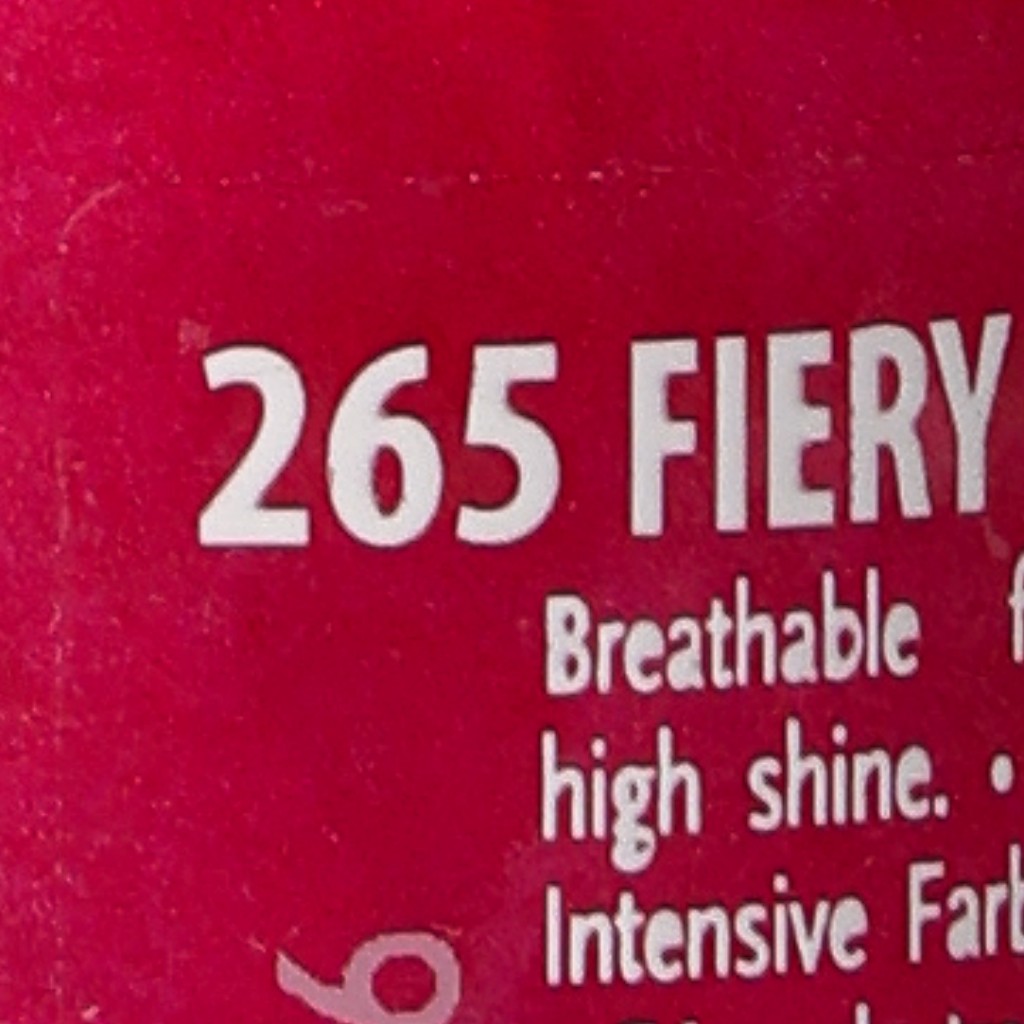 265 FIERY
Breathable f
high shine. •
Intensive Farb